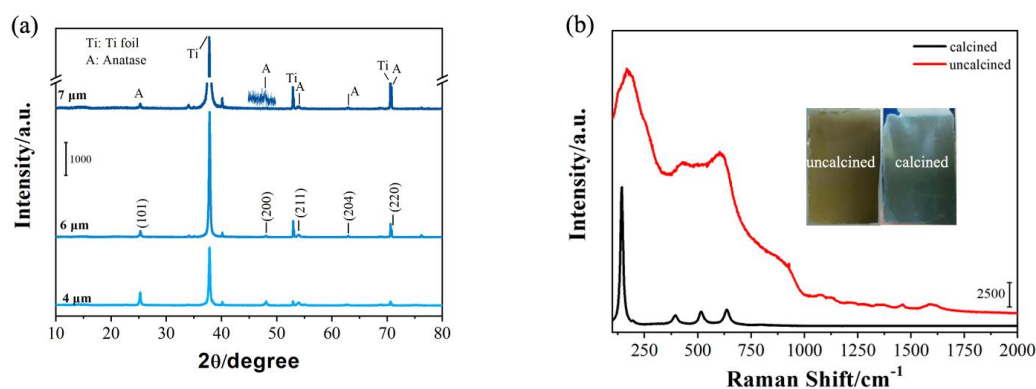 (a)
Ti: Ti foil
A: Anatase
Ti
A
A
Ti
A
A
Ti
A
7 µm
1000
6 µm
(101)
(200)
(211)
(204)
(220)
4 µm
Intensity/a.u.
10 20 30 40 50 60 70 80
2θ/degree
(b)
calcined
uncalcined
uncalcined
calcined
2500
Intensity/a.u.
250 500 750 1000 1250 1500 1750 2000
Raman Shift/cm⁻¹